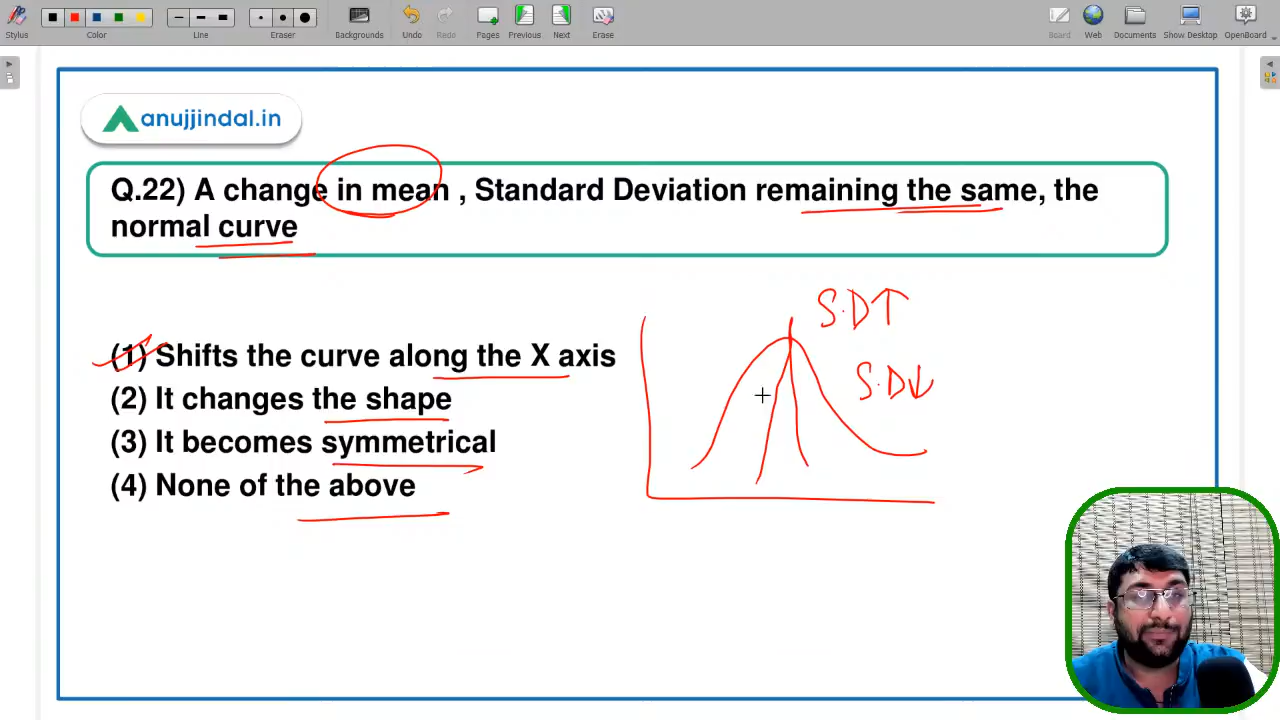 Stylus
Color
Line
Eraser
Backgrounds
Undo
Redo
Pages
Previous
Next
Erase
Board
Web
Documents
Show Desktop
OpenBoard
anujjindal.in
Q.22) A change in mean , Standard Deviation remaining the same, the
normal curve
(1) Shifts the curve along the X axis
(2) It changes the shape
(3) It becomes symmetrical
(4) None of the above
S.D↑
S.D↓